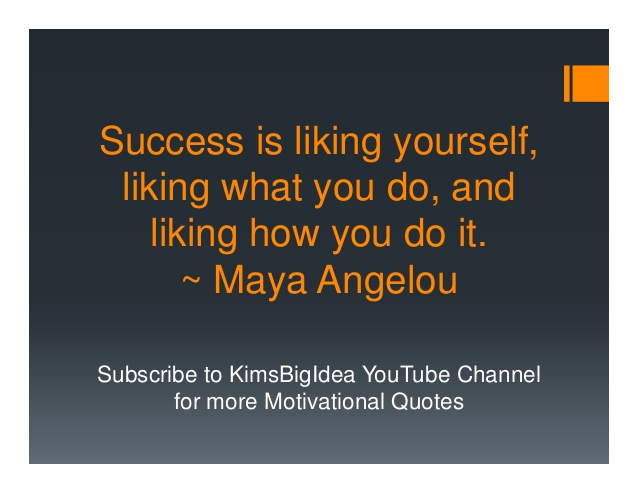 Success is liking yourself,
liking what you do, and
liking how you do it.
~ Maya Angelou
Subscribe to KimsBigIdea YouTube Channel
for more Motivational Quotes